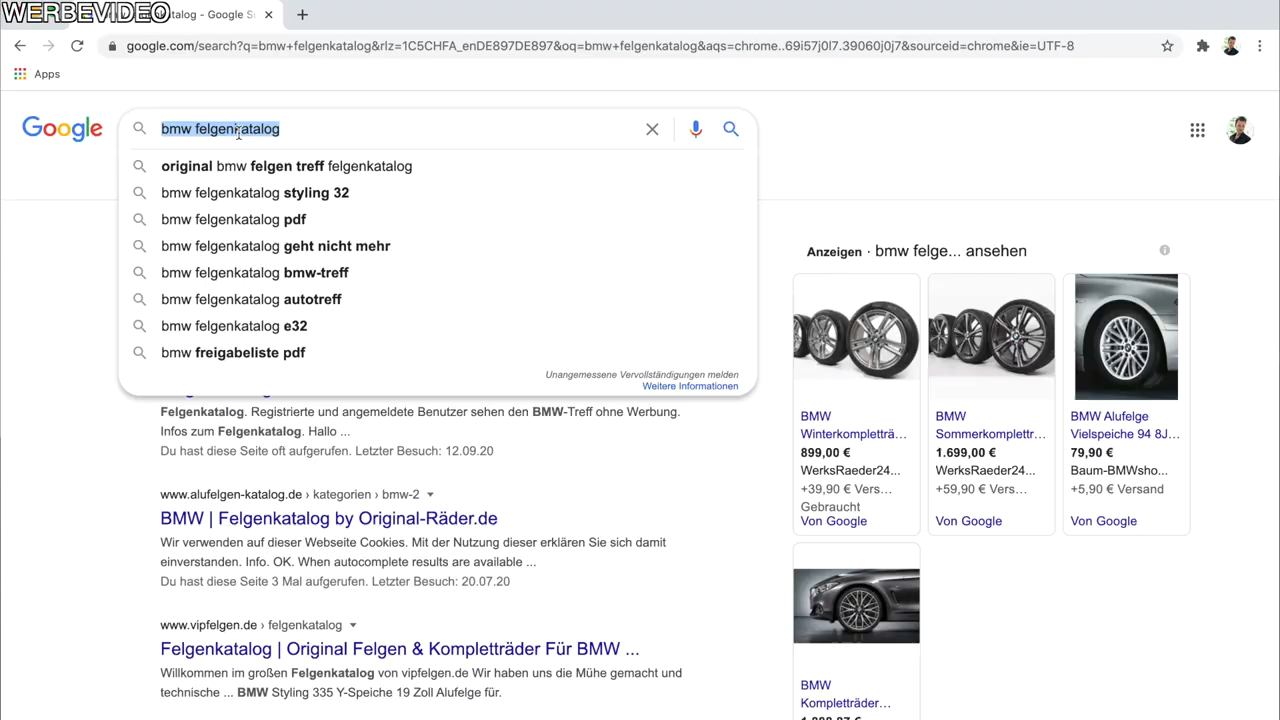 WERBEVIDEO
katalog - Google S
google.com/search?q=bmw+felgenkatalog&rlz=1C5CHFA_enDE897DE897&oq=bmw+felgenkatalog&aqs=chrome..69i57j0l7.39060j0j7&sourceid=chrome&ie=UTF-8
Apps
Google
bmw felgenkatalog
original bmw felgen treff felgenkatalog
bmw felgenkatalog styling 32
bmw felgenkatalog pdf
bmw felgenkatalog geht nicht mehr
bmw felgenkatalog bmw-treff
bmw felgenkatalog autotreff
bmw felgenkatalog e32
bmw freigabeliste pdf
Unangemessene Vervollständigungen melden
Weitere Informationen
Felgenkatalog. Registrierte und angemeldete Benutzer sehen den BMW-Treff ohne Werbung.
Infos zum Felgenkatalog. Hallo ...
Du hast diese Seite oft aufgerufen. Letzter Besuch: 12.09.20
www.alufelgen-katalog.de › kategorien › bmw-2
BMW | Felgenkatalog by Original-Räder.de
Wir verwenden auf dieser Webseite Cookies. Mit der Nutzung dieser erklären Sie sich damit
einverstanden. Info. OK. When autocomplete results are available ...
Du hast diese Seite 3 Mal aufgerufen. Letzter Besuch: 20.07.20
www.vipfelgen.de › felgenkatalog
Felgenkatalog | Original Felgen & Kompletträder Für BMW ...
Willkommen im großen Felgenkatalog von vipfelgen.de Wir haben uns die Mühe gemacht und
technische ... BMW Styling 335 Y-Speiche 19 Zoll Alufelge für.
Anzeigen · bmw felge... ansehen
BMW
Winterkompletträ...
899,00 €
WerksRaeder24...
+39,90 € Vers...
Gebraucht
Von Google
BMW
Sommerkomplettr...
1.699,00 €
WerksRaeder24...
+59,90 € Vers...
Von Google
BMW Alufelge
Vielspeiche 94 8J...
79,90 €
Baum-BMWsho...
+5,90 € Versand
Von Google
BMW
Kompletträder...